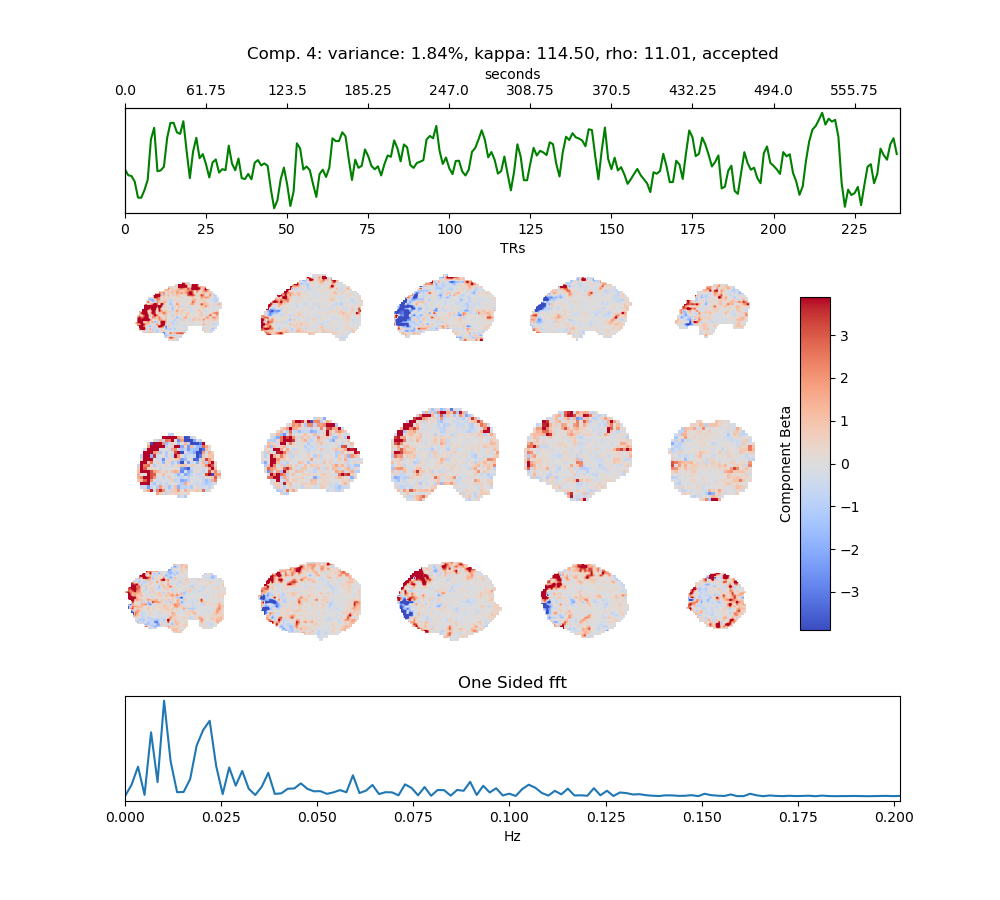 Comp. 4: variance: 1.84%, kappa: 114.50, rho: 11.01, accepted
seconds
0.0 61.75 123.5 185.25 247.0 308.75 370.5 432.25 494.0 555.75
0 25 50 75 100 125 150 175 200 225
TRs
3
2
1
0
−1
−2
−3
Component Beta
One Sided fft
0.000 0.025 0.050 0.075 0.100 0.125 0.150 0.175 0.200
Hz